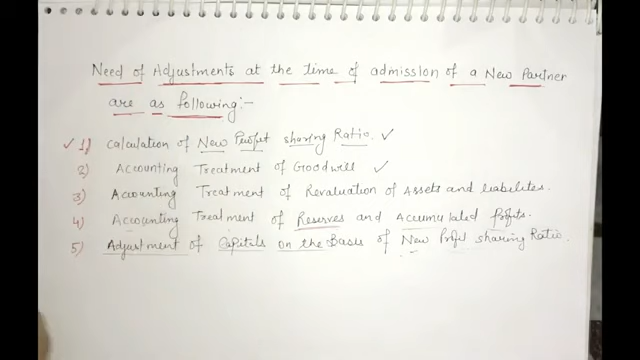 Need of Adjustments at the time of admission of a New Partner
are as following:-
✓ 1) Calculation of New Profit sharing Ratio. ✓
2) Accounting Treatment of Goodwill ✓
3) Accounting Treatment of Revaluation of Assets and liabilites.
4) Accounting Treatment of Reserves and Accumulated Profits.
5) Adjustment of Capitals on the Basis of New Profit sharing Ratio.